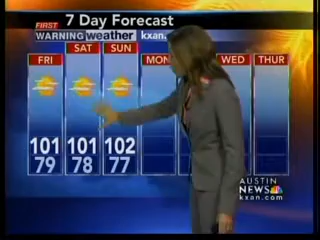 FIRST 7 Day Forecast
WARNING weather kxan.
FRI SAT SUN MON WED THUR
101 101 102
79 78 77
AUSTIN
NEWS
kxan.com